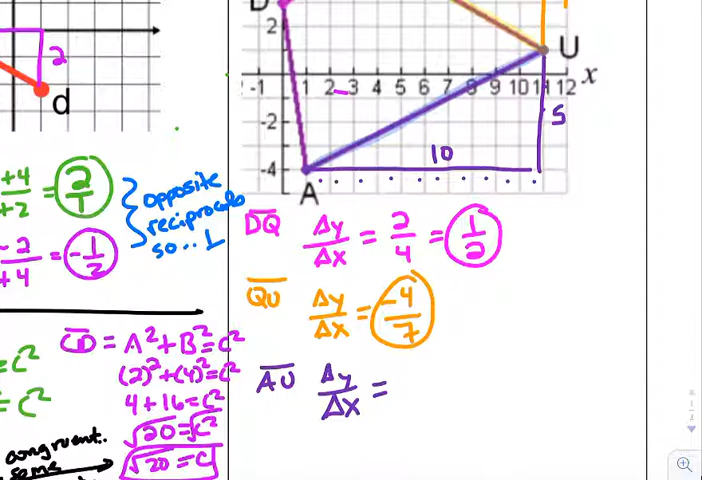 D
2
-1 1 2 3 4 5 6 7 8 9 10 11 12 x
U
-2
-4
A
5
10
2
d
+4/+2 = 2/1
-2/+4 = -1/2
opposite
reciprocals
so.. ⊥
DQ Δy/Δx = 2/4 = 1/2
QU Δy/Δx = -4/7
AU Δy/Δx =
= c²
= c²
CD = A² + B² = c²
(2)² + (4)² = c²
4 + 16 = c²
√20 = √c²
√20 = c
congruent.
some